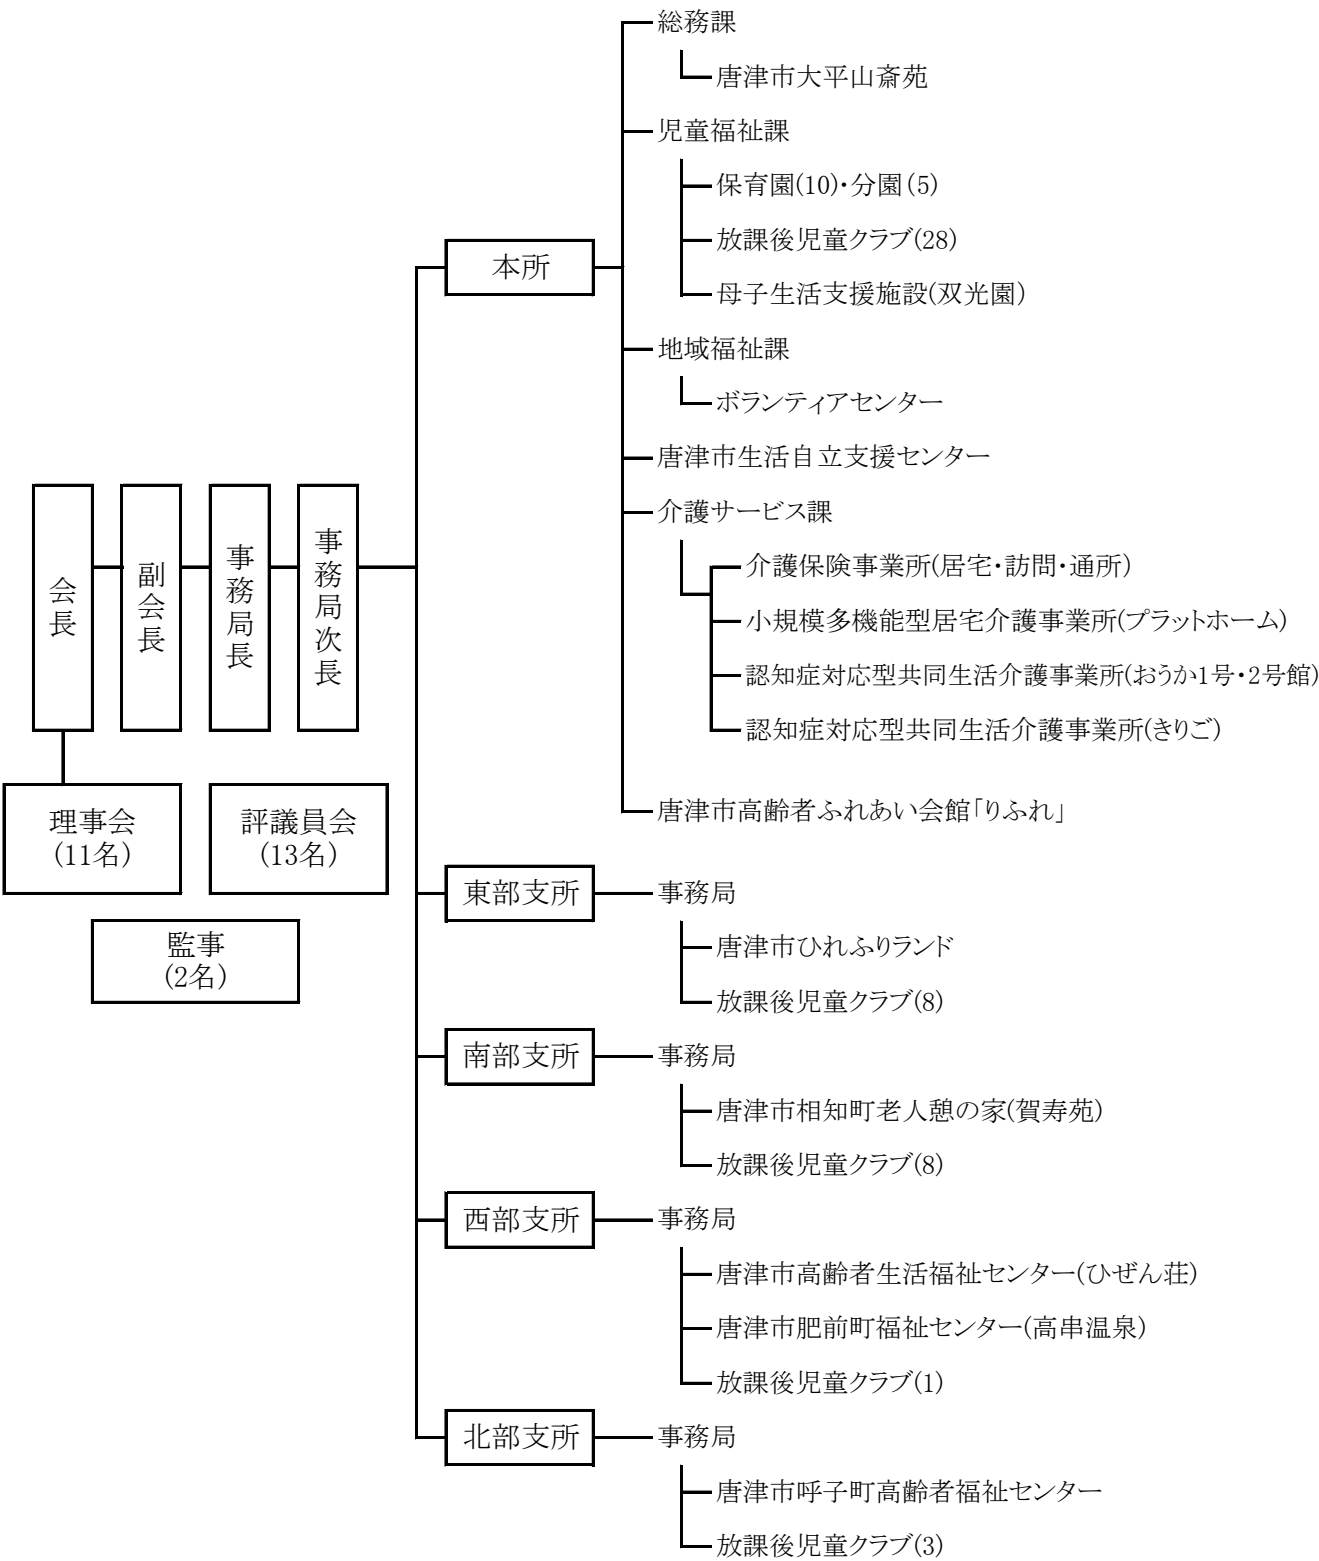 総務課
唐津市大平山斎苑
児童福祉課
保育園(10)・分園(5)
放課後児童クラブ(28)
母子生活支援施設(双光園)
本所
地域福祉課
ボランティアセンター
唐津市生活自立支援センター
介護サービス課
介護保険事業所(居宅・訪問・通所)
小規模多機能型居宅介護事業所(プラットホーム)
認知症対応型共同生活介護事業所(おうか1号・2号館)
認知症対応型共同生活介護事業所(きりご)
唐津市高齢者ふれあい会館「りふれ」
会長
副会長
事務局長
事務局次長
理事会
(11名)
評議員会
(13名)
監事
(2名)
東部支所
事務局
唐津市ひれふりランド
放課後児童クラブ(8)
南部支所
事務局
唐津市相知町老人憩の家(賀寿苑)
放課後児童クラブ(8)
西部支所
事務局
唐津市高齢者生活福祉センター(ひぜん荘)
唐津市肥前町福祉センター(高串温泉)
放課後児童クラブ(1)
北部支所
事務局
唐津市呼子町高齢者福祉センター
放課後児童クラブ(3)